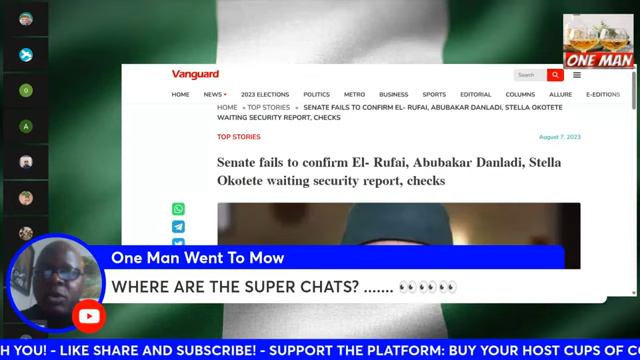 Vanguard
Search
ONE MAN
HOME NEWS 2023 ELECTIONS POLITICS METRO BUSINESS SPORTS EDITORIAL COLUMNS ALLURE E-EDITIONS
HOME » TOP STORIES » SENATE FAILS TO CONFIRM EL- RUFAI, ABUBAKAR DANLADI, STELLA OKOTETE
WAITING SECURITY REPORT, CHECKS
TOP STORIES
August 7, 2023
Senate fails to confirm El- Rufai, Abubakar Danladi, Stella
Okotete waiting security report, checks
One Man Went To Mow
WHERE ARE THE SUPER CHATS? ....... 👀👀👀
H YOU! - LIKE SHARE AND SUBSCRIBE! - SUPPORT THE PLATFORM: BUY YOUR HOST CUPS OF C